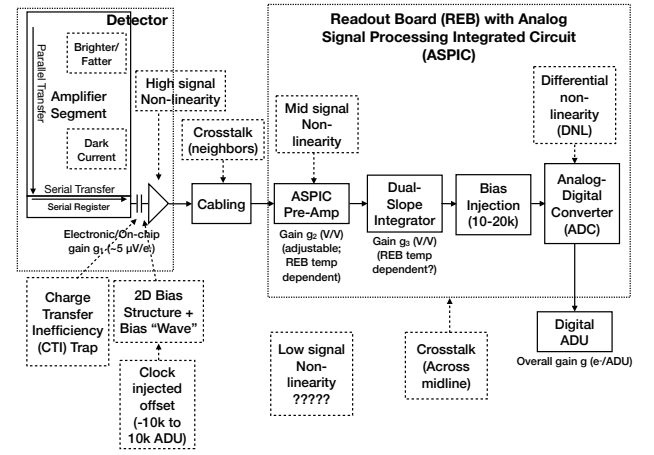 Detector
Parallel Transfer
Brighter/
Fatter
Amplifier
Segment
Dark
Current
Serial Transfer
Serial Register
Electronic/On-chip
gain g₁ (~5 μV/e-)
High signal
Non-linearity
Crosstalk
(neighbors)
Cabling
Charge
Transfer
Inefficiency
(CTI) Trap
2D Bias
Structure +
Bias “Wave”
Clock
injected
offset
(-10k to
10k ADU)
Readout Board (REB) with Analog
Signal Processing Integrated Circuit
(ASPIC)
Mid signal
Non-
linearity
ASPIC
Pre-Amp
Gain g₂ (V/V)
(adjustable;
REB temp
dependent)
Dual-
Slope
Integrator
Gain g₃ (V/V)
(REB temp
dependent?)
Bias
Injection
(10-20k)
Differential
non-
linearity
(DNL)
Analog-
Digital
Converter
(ADC)
Low signal
Non-
linearity
?????
Crosstalk
(Across
midline)
Digital
ADU
Overall gain g (e-/ADU)